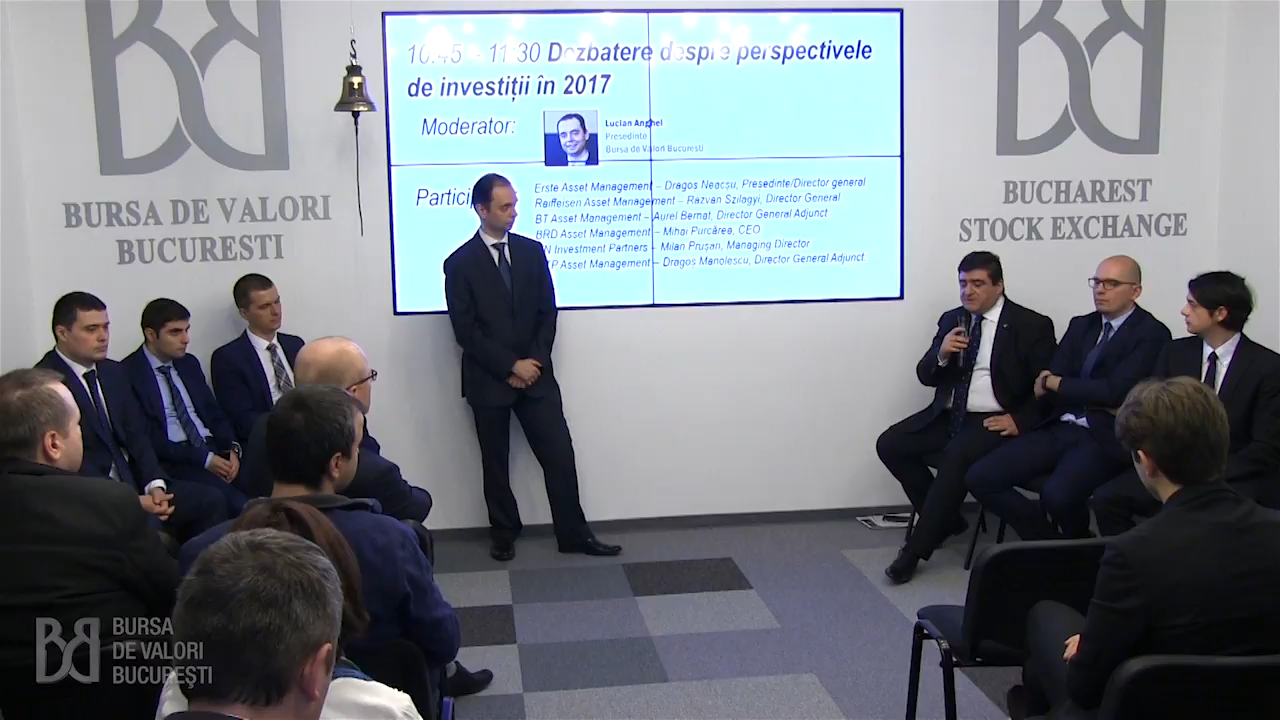 10:45 – 11:30 Dezbatere despre perspectivele
de investiții în 2017
Moderator:
Lucian Anghel
Presedinte
Bursa de Valori Bucuresti
Erste Asset Management – Dragos Neacșu, Presedinte/Director general
Raiffeisen Asset Management – Razvan Szilagyi, Director General
BT Asset Management – Aurel Bernat, Director General Adjunct
BRD Asset Management – Mihai Purcărea, CEO
Investment Partners – Milan Prușan, Managing Director
Asset Management – Dragos Manolescu, Director General Adjunct.
BURSA DE VALORI
BUCURESTI
BUCHAREST
STOCK EXCHANGE
BURSA
DE VALORI
BUCUREŞTI